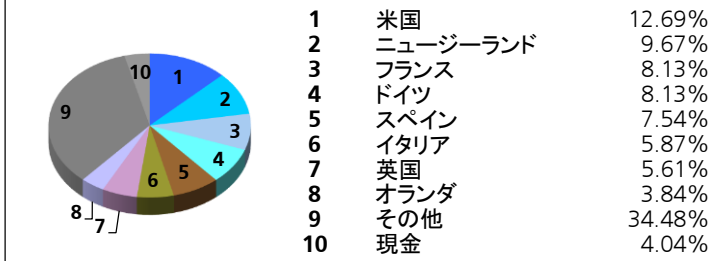 1 米国 12.69%
2 ニュージーランド 9.67%
3 フランス 8.13%
4 ドイツ 8.13%
5 スペイン 7.54%
6 イタリア 5.87%
7 英国 5.61%
8 オランダ 3.84%
9 その他 34.48%
10 現金 4.04%
10 1
2
9
3
4
5
6
8
7